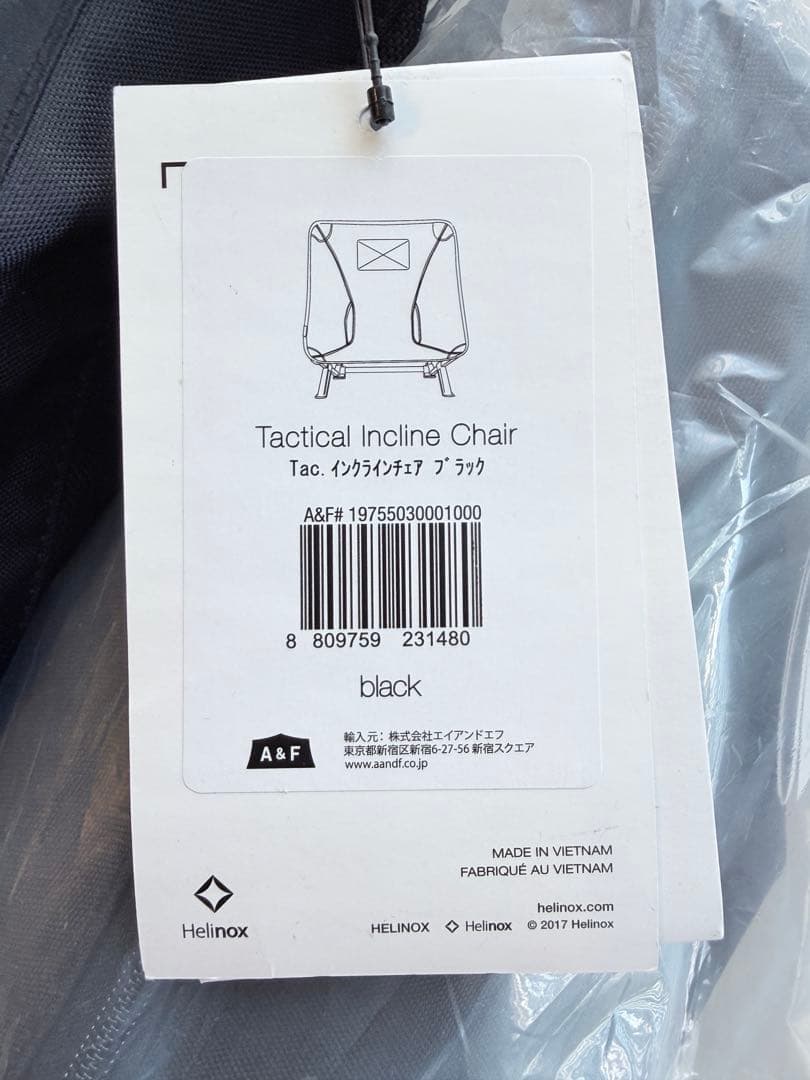 Tactical Incline Chair
Tac. インクラインチェア ブラック
A&F# 19755030001000
8 809759 231480
black
A & F
輸入元：株式会社エイアンドエフ
東京都新宿区新宿6-27-56 新宿スクエア
www.aandf.co.jp
MADE IN VIETNAM
FABRIQUÉ AU VIETNAM
helinox.com
Helinox
HELINOX Helinox © 2017 Helinox